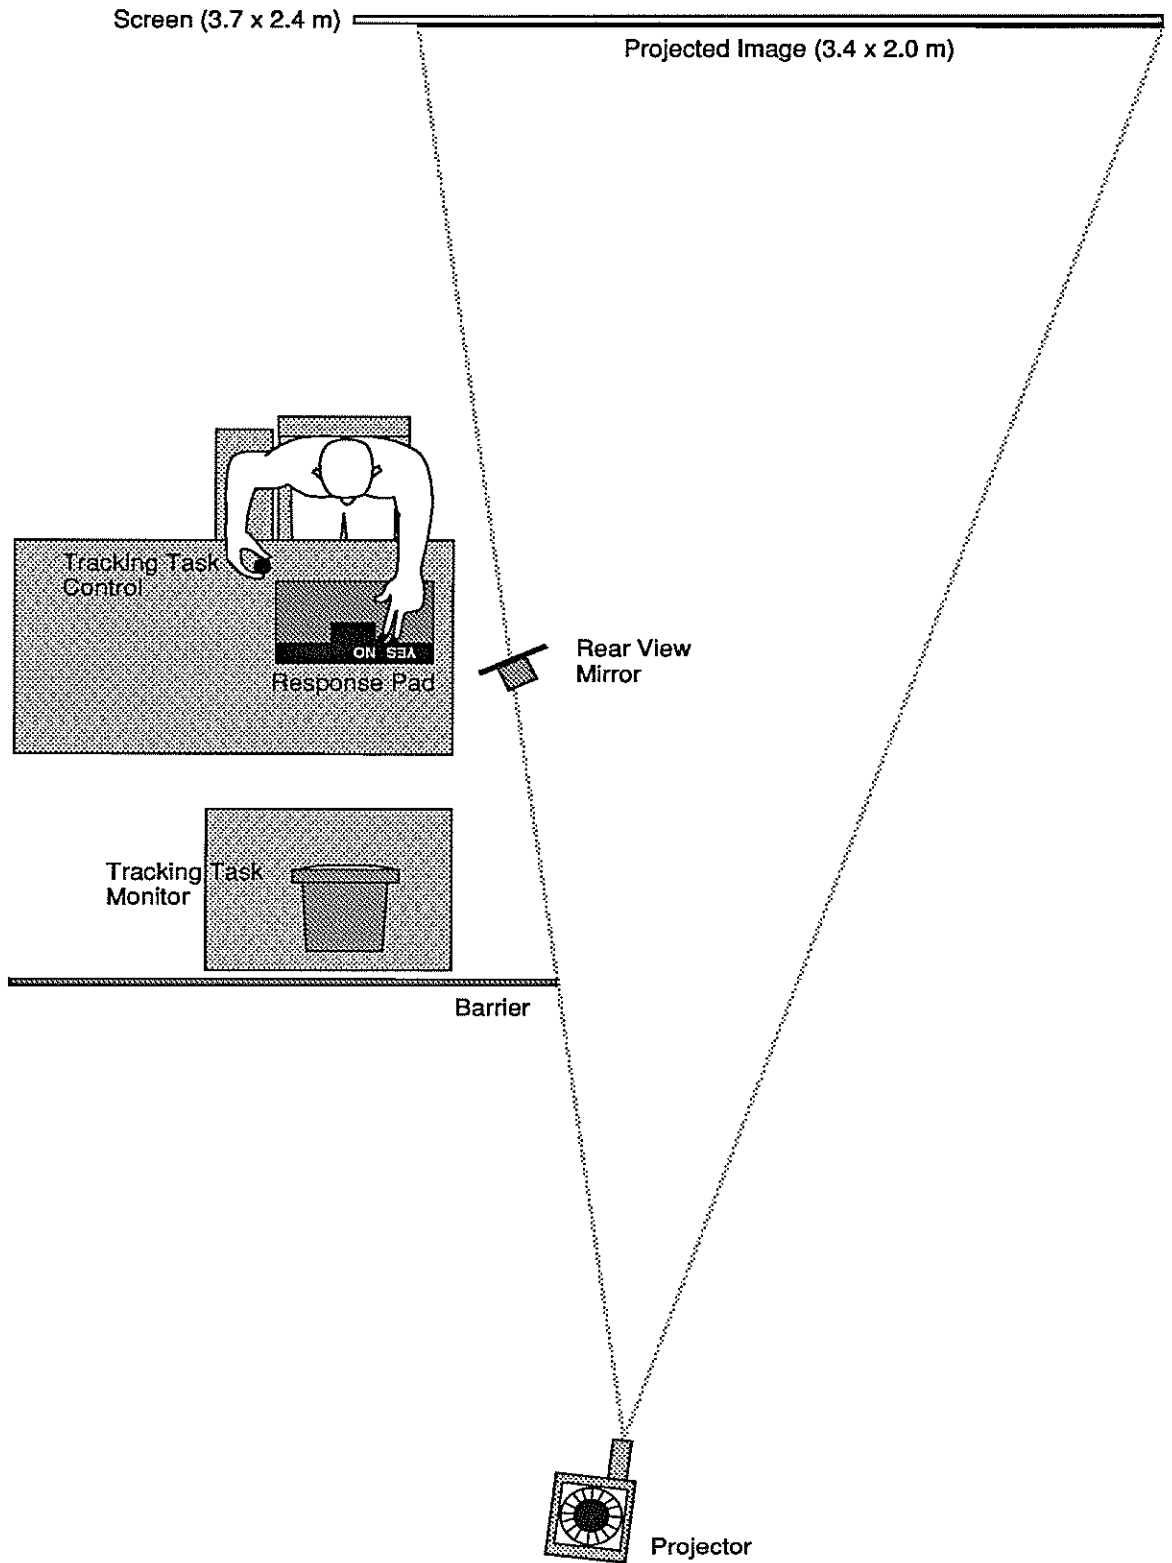 Screen (3.7 x 2.4 m)
Projected Image (3.4 x 2.0 m)
Tracking Task
Control
NO YES
Response Pad
Rear View
Mirror
Tracking Task
Monitor
Barrier
Projector